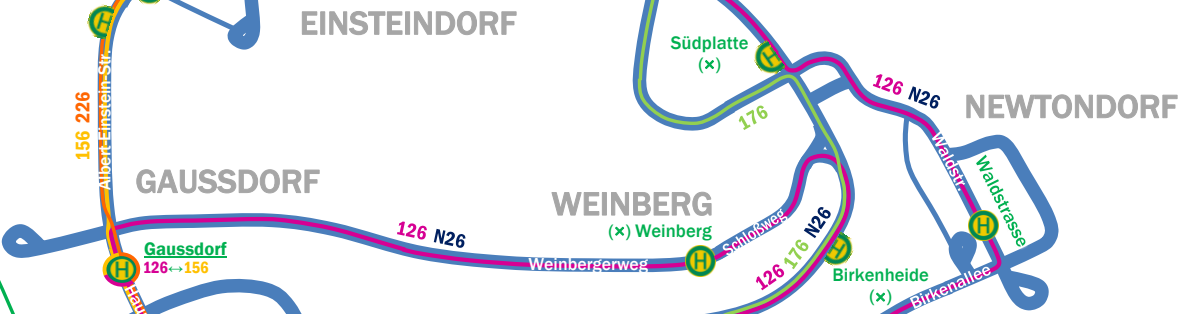 EINSTEINDORF
Südplatte
(×)
H
H
126 N26
NEWTONDORF
176
156 226
Albert-Einstein-Str.
Waldstr.
Waldstrasse
GAUSSDORF
WEINBERG
(×) Weinberg
Schloßweg
126 N26
126 176 N26
H
H
H
Gaussdorf
126↔156
H
Weinbergerweg
Birkenheide
(×)
Birkenallee
Hau